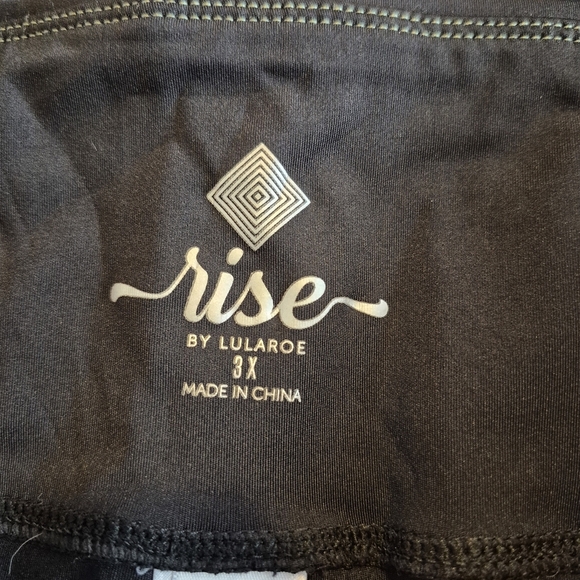 rise
BY LULAROE
3X
MADE IN CHINA